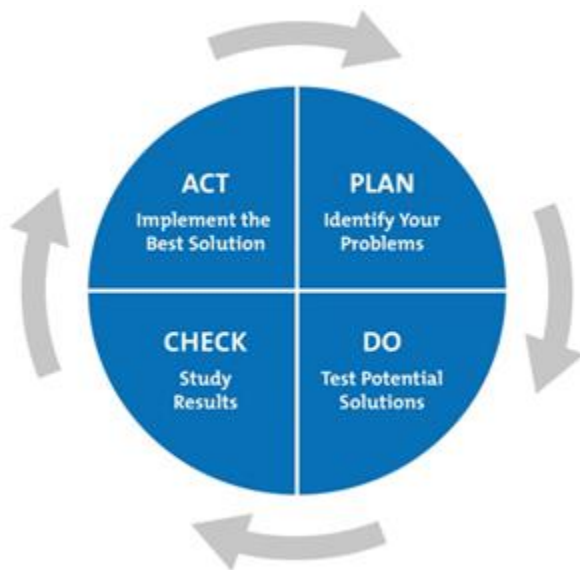 ACT
Implement the
Best Solution
PLAN
Identify Your
Problems
CHECK
Study
Results
DO
Test Potential
Solutions